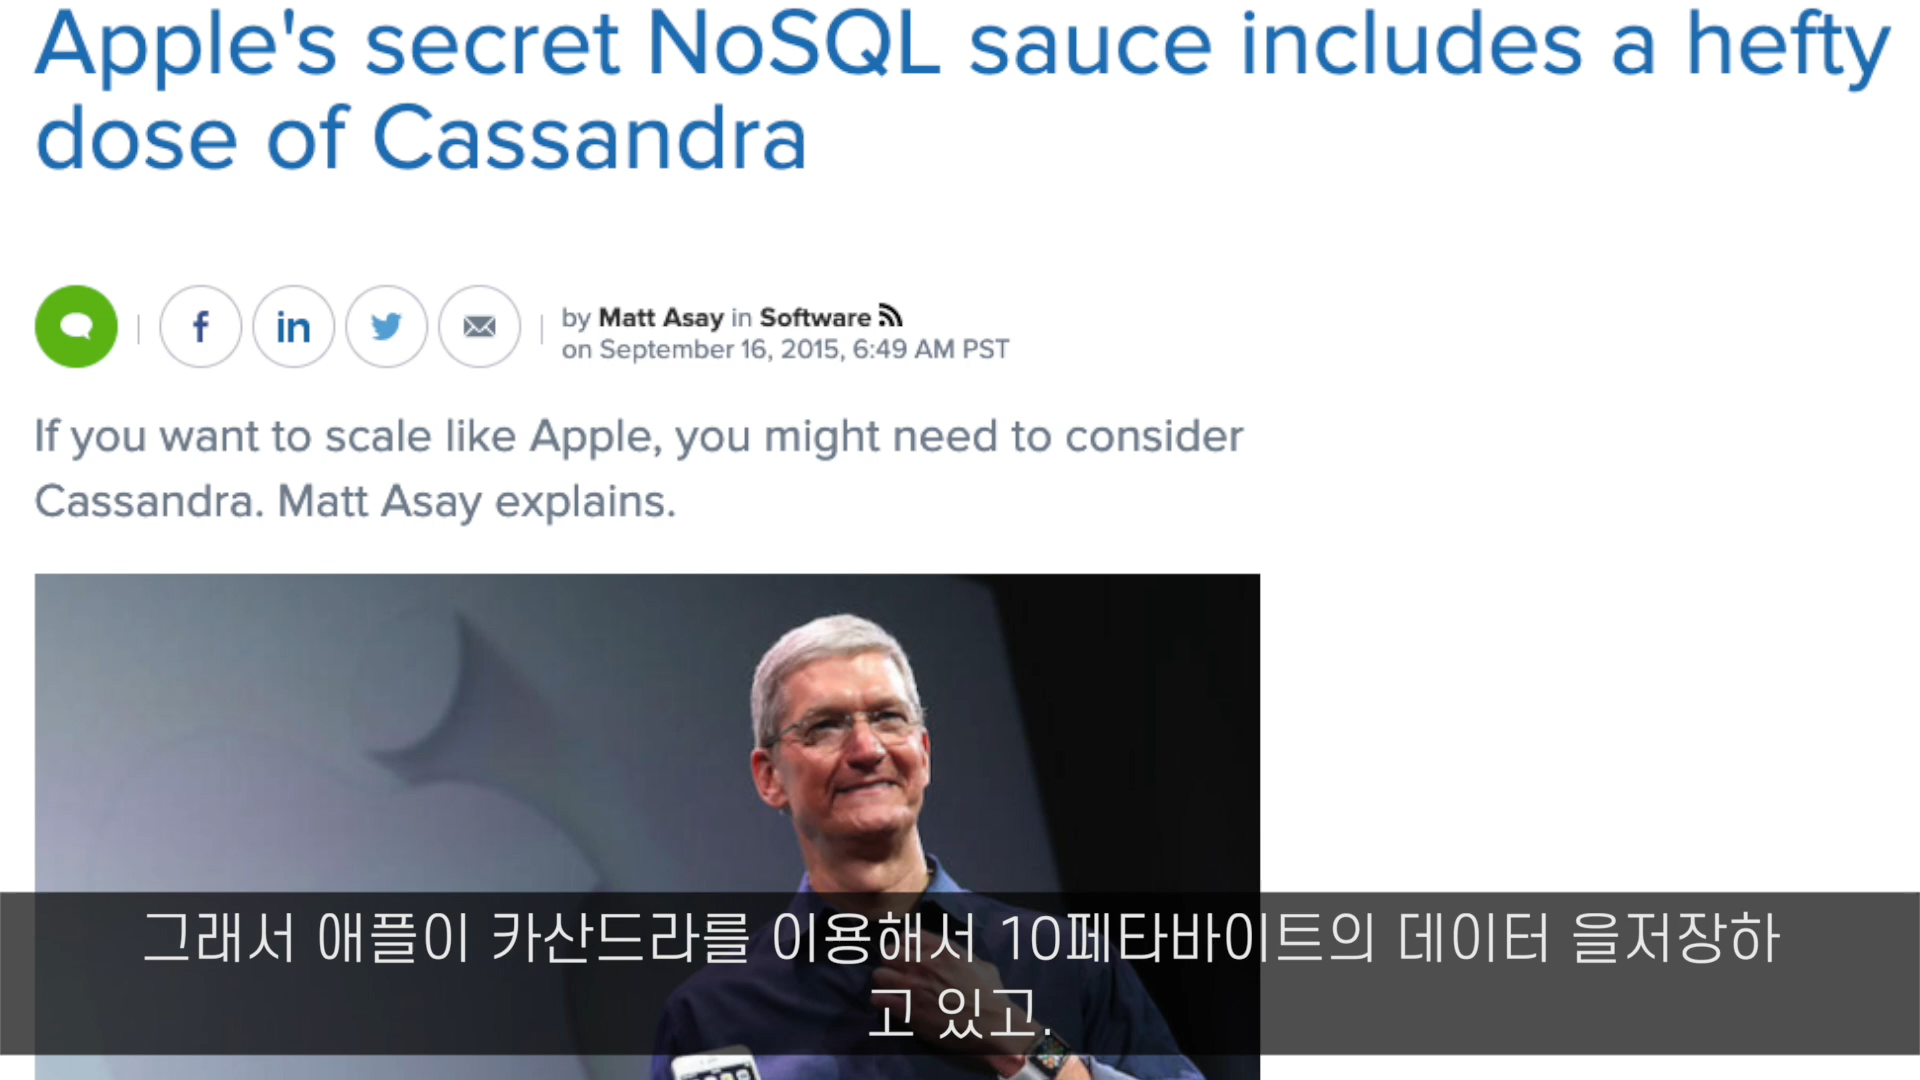 Apple's secret NoSQL sauce includes a hefty
dose of Cassandra
f
in
by Matt Asay in Software
on September 16, 2015, 6:49 AM PST
If you want to scale like Apple, you might need to consider
Cassandra. Matt Asay explains.
그래서 애플이 카산드라를 이용해서 10페타바이트의 데이터 을저장하
고 있고.